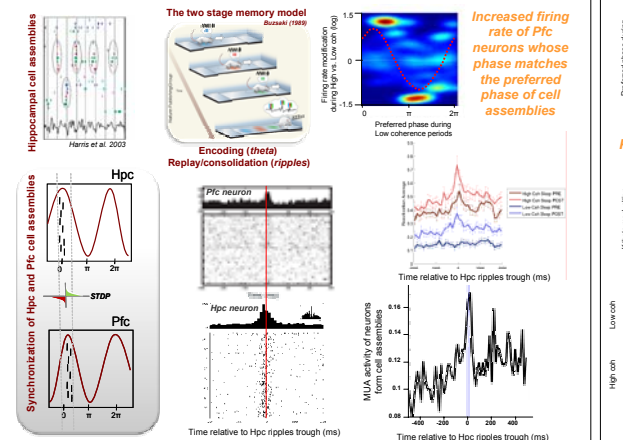 Hippocampal cell assemblies
Harris et al. 2003
The two stage memory model
Buzsaki (1989)
Encoding (theta)
Replay/consolidation (ripples)
Firing rate modification
during High vs. Low coh (log)
1.5
0
-1.5
0 π 2π
Preferred phase during
Low coherence periods
Increased firing
rate of Pfc
neurons whose
phase matches
the preferred
phase of cell
assemblies
Synchronization of Hpc and Pfc cell assemblies
Hpc
0 π 2π
STDP
Pfc
0 π 2π
Pfc neuron
Hpc neuron
Time relative to Hpc ripples trough (ms)
High Coh Sleep PRE
High Coh Sleep POST
Low Coh Sleep PRE
Low Coh Sleep POST
Time relative to Hpc ripples trough (ms)
MUA activity of neurons
form cell assemblies
0.16
0.14
0.12
0.1
0.08
-400 -200 0 200 400
Time relative to Hpc ripples trough (ms)
Low coh
High coh